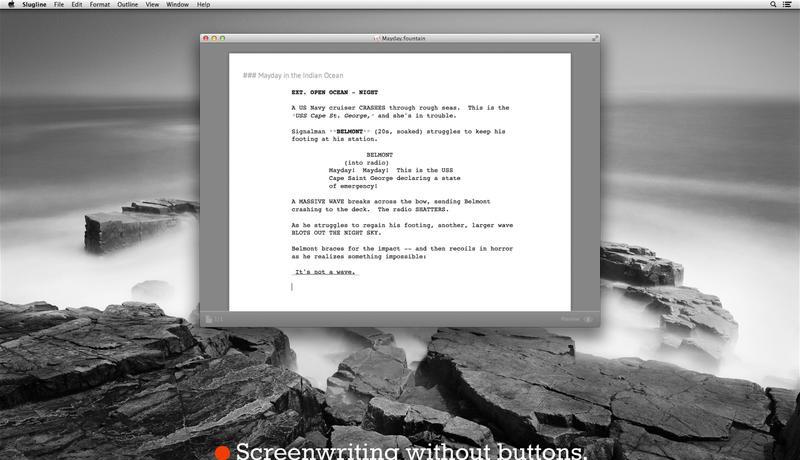 Slugline File Edit Format Outline View Window Help
Mayday.fountain
### Mayday in the Indian Ocean
EXT. OPEN OCEAN - NIGHT
A US Navy cruiser CRASHES through rough seas. This is the
*USS Cape St. George,* and she's in trouble.
Signalman **BELMONT** (20s, soaked) struggles to keep his
footing at his station.
BELMONT
(into radio)
Mayday! Mayday! This is the USS
Cape Saint George declaring a state
of emergency!
A MASSIVE WAVE breaks across the bow, sending Belmont
crashing to the deck. The radio SHATTERS.
As he struggles to regain his footing, another, larger wave
BLOTS OUT THE NIGHT SKY.
Belmont braces for the impact -- and then recoils in horror
as he realizes something impossible:
_It's not a wave._
1/1 Preview
Screenwriting without buttons.